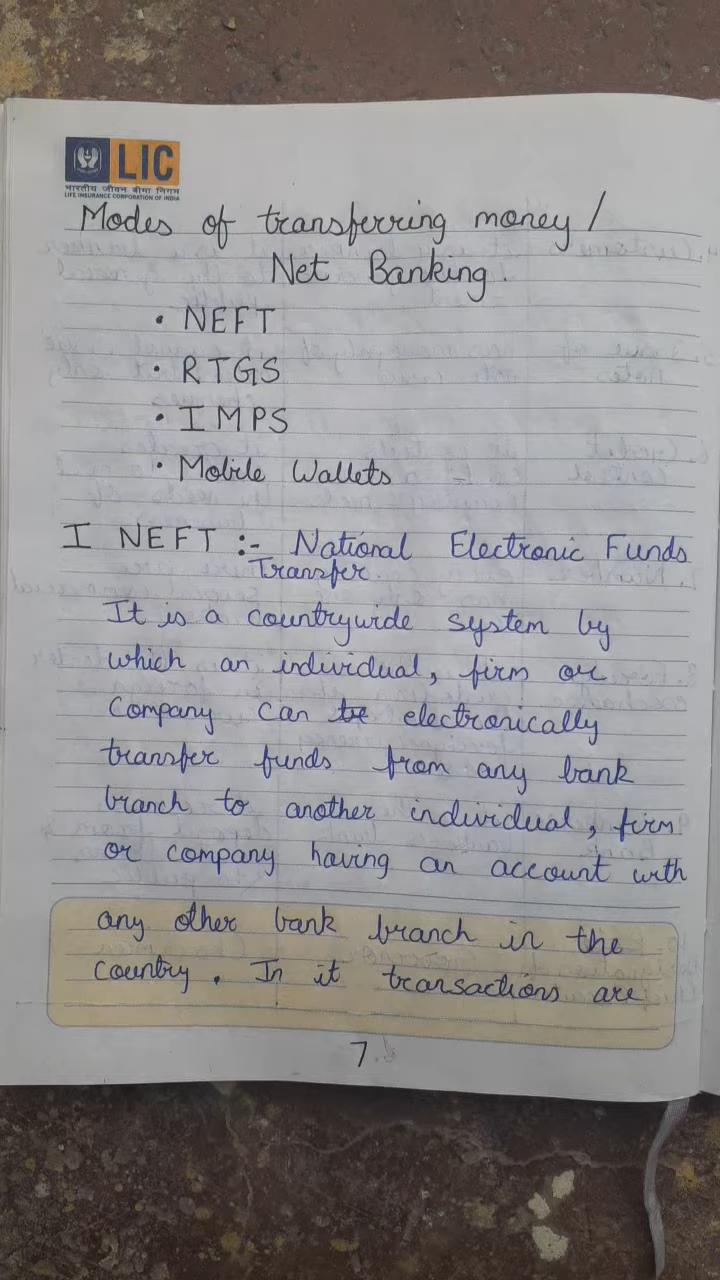 LIC
भारतीय जीवन बीमा निगम
LIFE INSURANCE CORPORATION OF INDIA
Modes of transferring money /
Net Banking.
• NEFT
• RTGS
• IMPS
• Mobile Wallets
I NEFT :- National Electronic Funds
Transfer.
It is a countrywide system by
which an individual, firm or
Company can electronically
transfer funds from any bank
branch to another individual, firm
or company having an account with
any other bank branch in the
country. In it transactions are
7